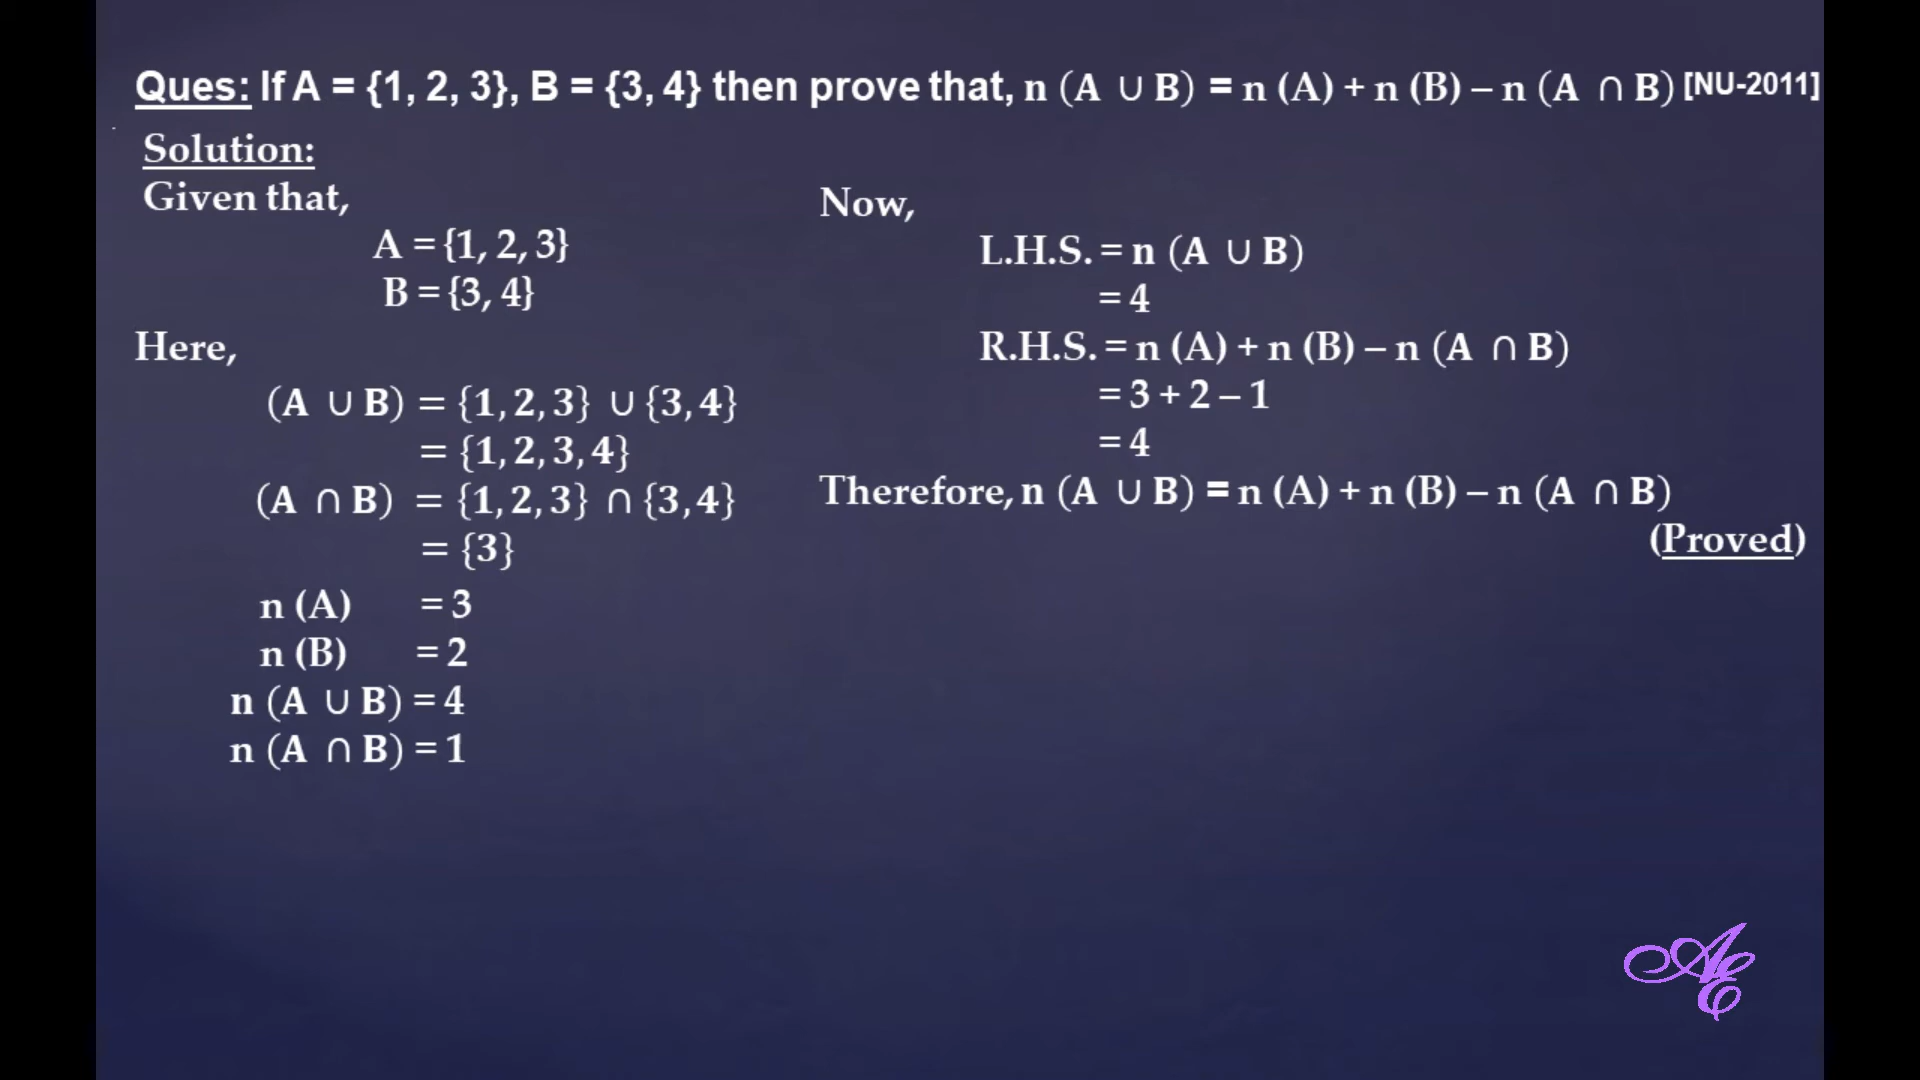 Ques: If A = {1, 2, 3}, B = {3, 4} then prove that, n (A ∪ B) = n (A) + n (B) – n (A ∩ B) [NU-2011]
Solution:
Given that,
A = {1, 2, 3}
B = {3, 4}
Here,
(A ∪ B) = {1, 2, 3} ∪ {3, 4}
= {1, 2, 3, 4}
(A ∩ B) = {1, 2, 3} ∩ {3, 4}
= {3}
n (A) = 3
n (B) = 2
n (A ∪ B) = 4
n (A ∩ B) = 1
Now,
L.H.S. = n (A ∪ B)
= 4
R.H.S. = n (A) + n (B) – n (A ∩ B)
= 3 + 2 – 1
= 4
Therefore, n (A ∪ B) = n (A) + n (B) – n (A ∩ B)
(Proved)
AE